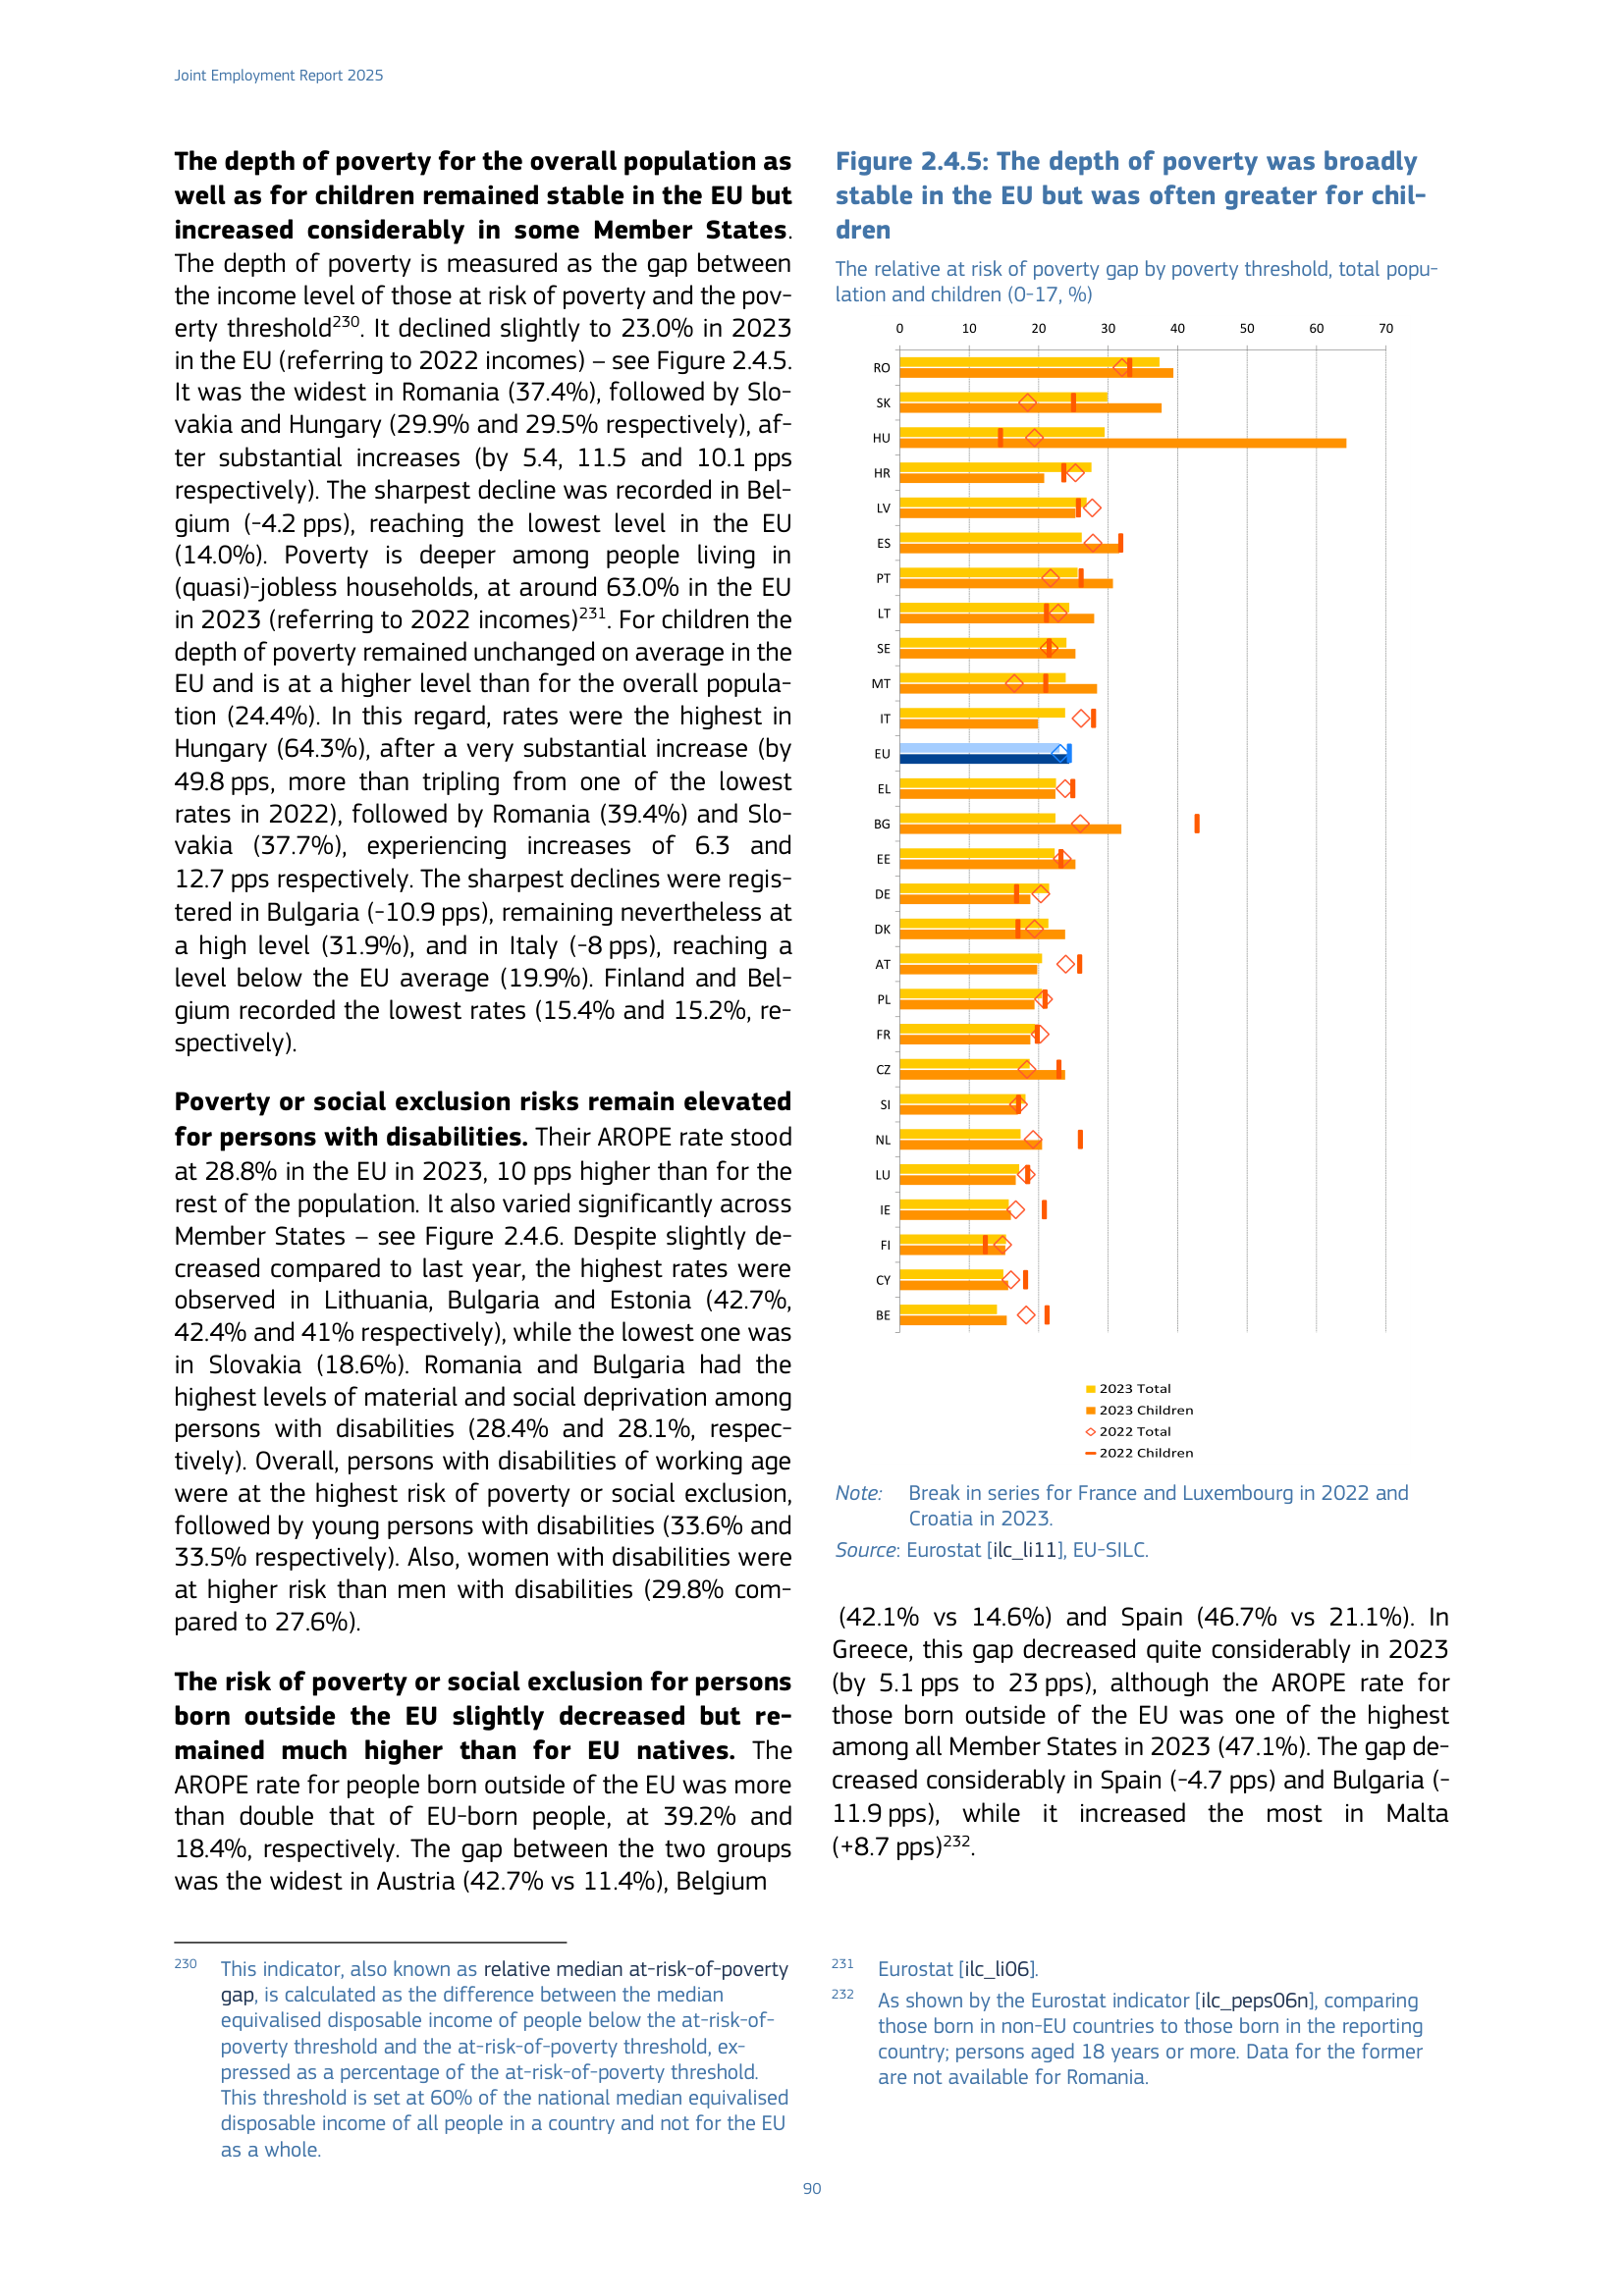 Joint Employment Report 2025
The depth of poverty for the overall population as
well as for children remained stable in the EU but
increased considerably in some Member States.
The depth of poverty is measured as the gap between
the income level of those at risk of poverty and the pov-
erty threshold230. It declined slightly to 23.0% in 2023
in the EU (referring to 2022 incomes) – see Figure 2.4.5.
It was the widest in Romania (37.4%), followed by Slo-
vakia and Hungary (29.9% and 29.5% respectively), af-
ter substantial increases (by 5.4, 11.5 and 10.1 pps
respectively). The sharpest decline was recorded in Bel-
gium (-4.2 pps), reaching the lowest level in the EU
(14.0%). Poverty is deeper among people living in
(quasi)-jobless households, at around 63.0% in the EU
in 2023 (referring to 2022 incomes)231. For children the
depth of poverty remained unchanged on average in the
EU and is at a higher level than for the overall popula-
tion (24.4%). In this regard, rates were the highest in
Hungary (64.3%), after a very substantial increase (by
49.8 pps, more than tripling from one of the lowest
rates in 2022), followed by Romania (39.4%) and Slo-
vakia (37.7%), experiencing increases of 6.3 and
12.7 pps respectively. The sharpest declines were regis-
tered in Bulgaria (-10.9 pps), remaining nevertheless at
a high level (31.9%), and in Italy (-8 pps), reaching a
level below the EU average (19.9%). Finland and Bel-
gium recorded the lowest rates (15.4% and 15.2%, re-
spectively).
Poverty or social exclusion risks remain elevated
for persons with disabilities. Their AROPE rate stood
at 28.8% in the EU in 2023, 10 pps higher than for the
rest of the population. It also varied significantly across
Member States – see Figure 2.4.6. Despite slightly de-
creased compared to last year, the highest rates were
observed in Lithuania, Bulgaria and Estonia (42.7%,
42.4% and 41% respectively), while the lowest one was
in Slovakia (18.6%). Romania and Bulgaria had the
highest levels of material and social deprivation among
persons with disabilities (28.4% and 28.1%, respec-
tively). Overall, persons with disabilities of working age
were at the highest risk of poverty or social exclusion,
followed by young persons with disabilities (33.6% and
33.5% respectively). Also, women with disabilities were
at higher risk than men with disabilities (29.8% com-
pared to 27.6%).
The risk of poverty or social exclusion for persons
born outside the EU slightly decreased but re-
mained much higher than for EU natives. The
AROPE rate for people born outside of the EU was more
than double that of EU-born people, at 39.2% and
18.4%, respectively. The gap between the two groups
was the widest in Austria (42.7% vs 11.4%), Belgium
Figure 2.4.5: The depth of poverty was broadly
stable in the EU but was often greater for chil-
dren
The relative at risk of poverty gap by poverty threshold, total popu-
lation and children (0-17, %)
0 10 20 30 40 50 60 70
RO
SK
HU
HR
LV
ES
PT
LT
SE
MT
IT
EU
EL
BG
EE
DE
DK
AT
PL
FR
CZ
SI
NL
LU
IE
FI
CY
BE
2023 Total
2023 Children
2022 Total
2022 Children
Note: Break in series for France and Luxembourg in 2022 and
Croatia in 2023.
Source: Eurostat [ilc_li11], EU-SILC.
(42.1% vs 14.6%) and Spain (46.7% vs 21.1%). In
Greece, this gap decreased quite considerably in 2023
(by 5.1 pps to 23 pps), although the AROPE rate for
those born outside of the EU was one of the highest
among all Member States in 2023 (47.1%). The gap de-
creased considerably in Spain (-4.7 pps) and Bulgaria (-
11.9 pps), while it increased the most in Malta
(+8.7 pps)232.
230 This indicator, also known as relative median at-risk-of-poverty
gap, is calculated as the difference between the median
equivalised disposable income of people below the at-risk-of-
poverty threshold and the at-risk-of-poverty threshold, ex-
pressed as a percentage of the at-risk-of-poverty threshold.
This threshold is set at 60% of the national median equivalised
disposable income of all people in a country and not for the EU
as a whole.
231 Eurostat [ilc_li06].
232 As shown by the Eurostat indicator [ilc_peps06n], comparing
those born in non-EU countries to those born in the reporting
country; persons aged 18 years or more. Data for the former
are not available for Romania.
90